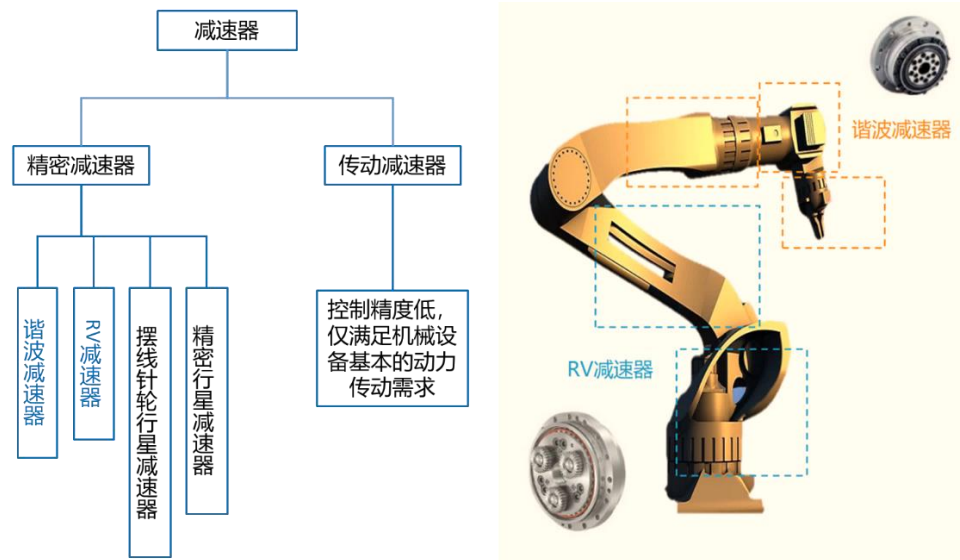 减速器
精密减速器
传动减速器
谐波减速器
RV减速器
摆线针轮行星减速器
精密行星减速器
控制精度低，
仅满足机械设
备基本的动力
传动需求
谐波减速器
RV减速器